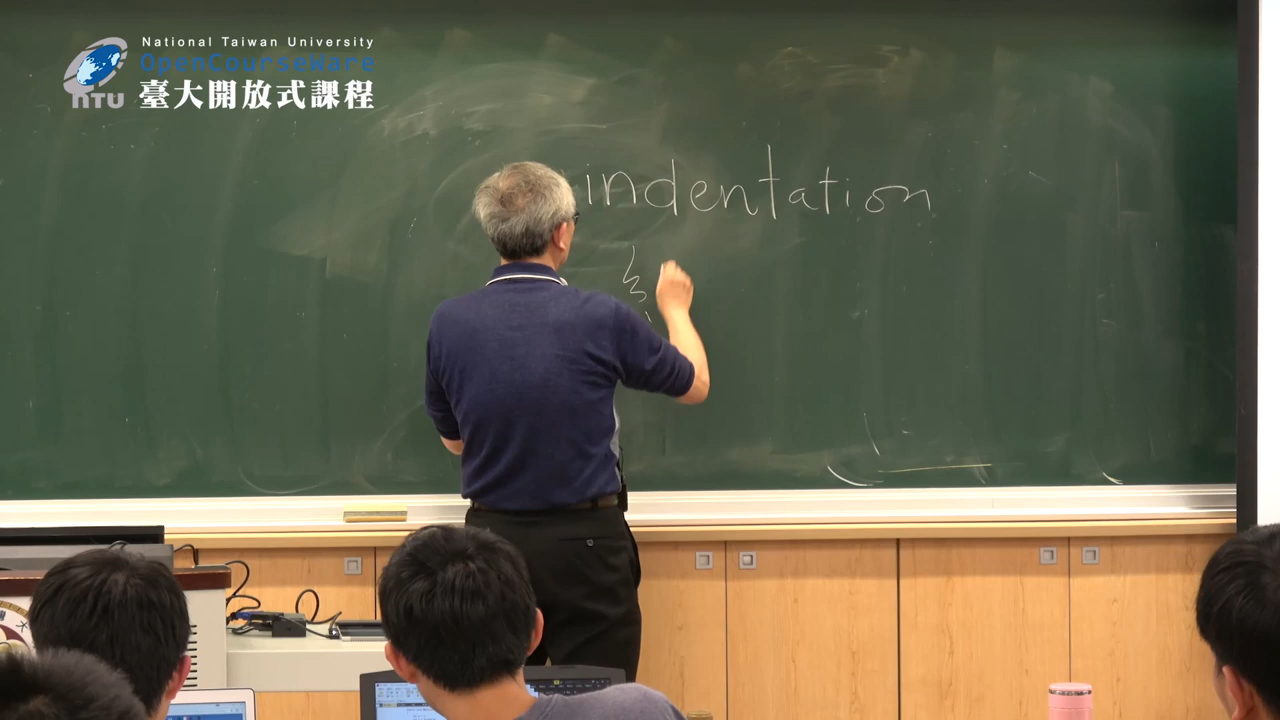 National Taiwan University
OpenCourseWare
臺大開放式課程
NTU
indentation